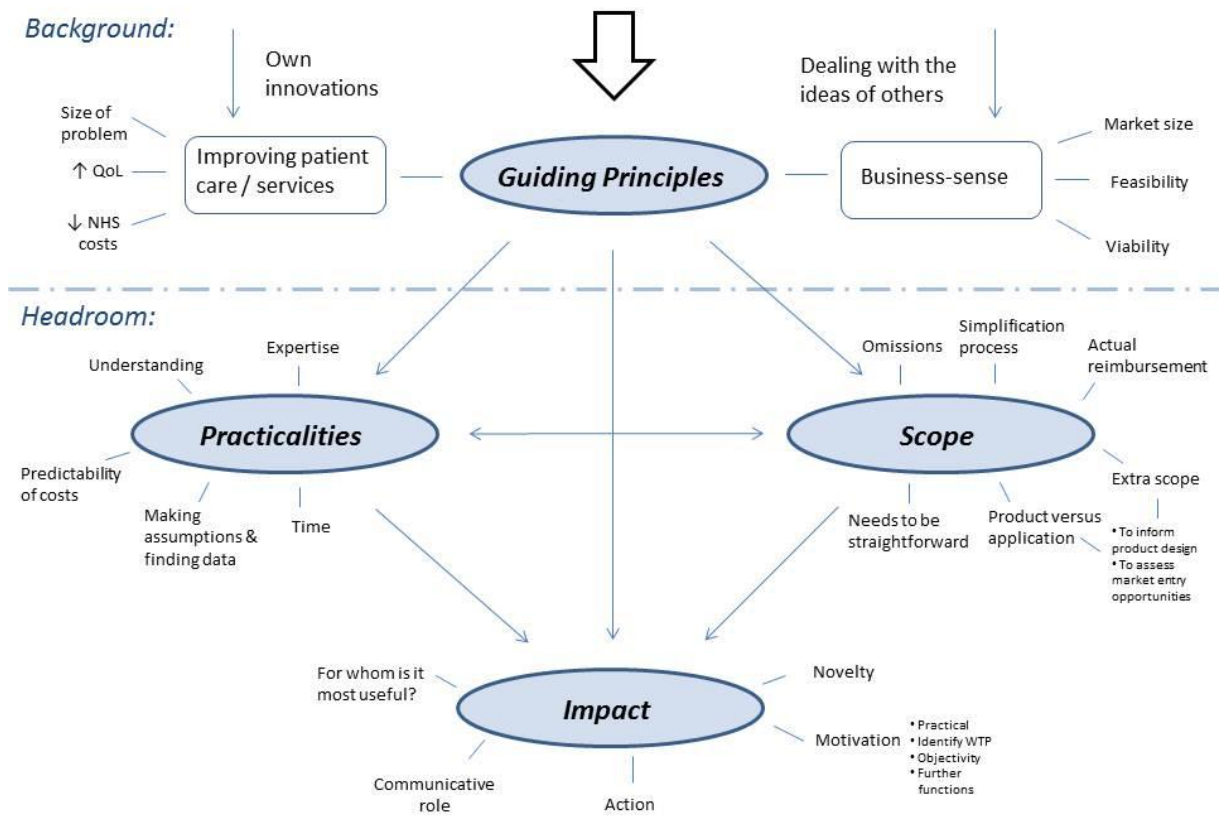 Background:
Own
innovations
Dealing with the
ideas of others
Size of
problem
↑ QoL
↓ NHS
costs
Improving patient
care / services
Guiding Principles
Business-sense
Market size
Feasibility
Viability
Headroom:
Understanding
Expertise
Practicalities
Predictability
of costs
Making
assumptions &
finding data
Time
Omissions
Simplification
process
Actual
reimbursement
Scope
Extra scope
Needs to be
straightforward
Product versus
application
• To inform
product design
• To assess
market entry
opportunities
For whom is it
most useful?
Impact
Novelty
Motivation
• Practical
• Identify WTP
• Objectivity
• Further
functions
Communicative
role
Action